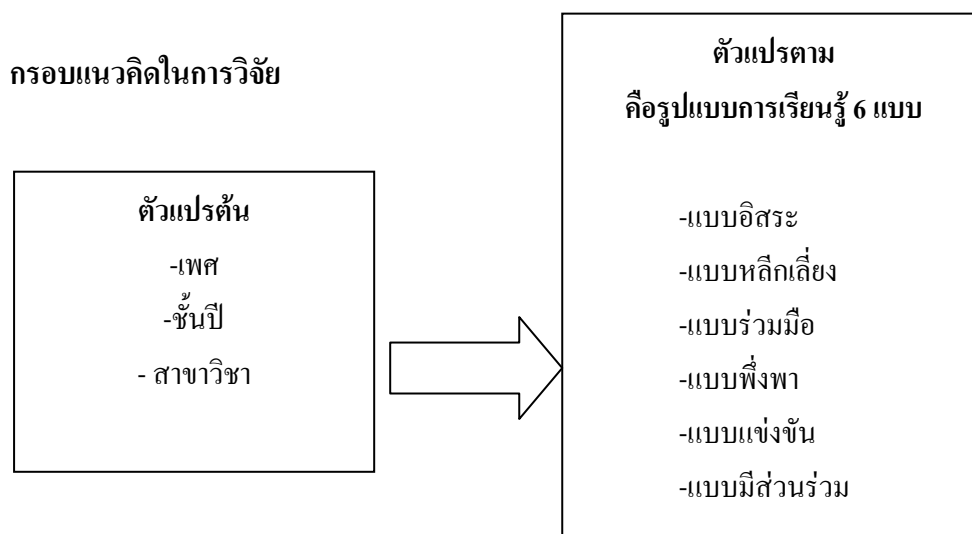 กรอบแนวคิดในการวิจัย
ตัวแปรต้น
-เพศ
-ชั้นปี
- สาขาวิชา
ตัวแปรตาม
คือรูปแบบการเรียนรู้ 6 แบบ
-แบบอิสระ
-แบบหลีกเลี่ยง
-แบบร่วมมือ
-แบบพึ่งพา
-แบบแข่งขัน
-แบบมีส่วนร่วม